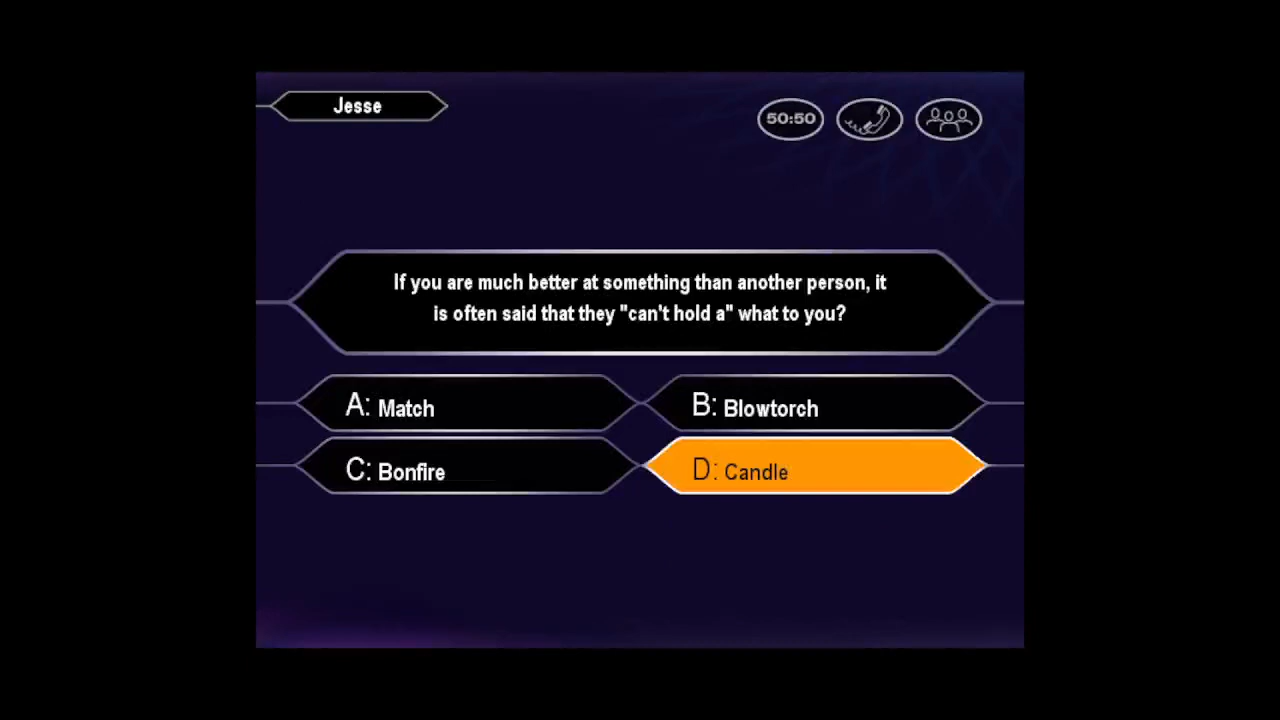 Jesse
50:50
If you are much better at something than another person, it
is often said that they "can't hold a" what to you?
A: Match
B: Blowtorch
C: Bonfire
D: Candle